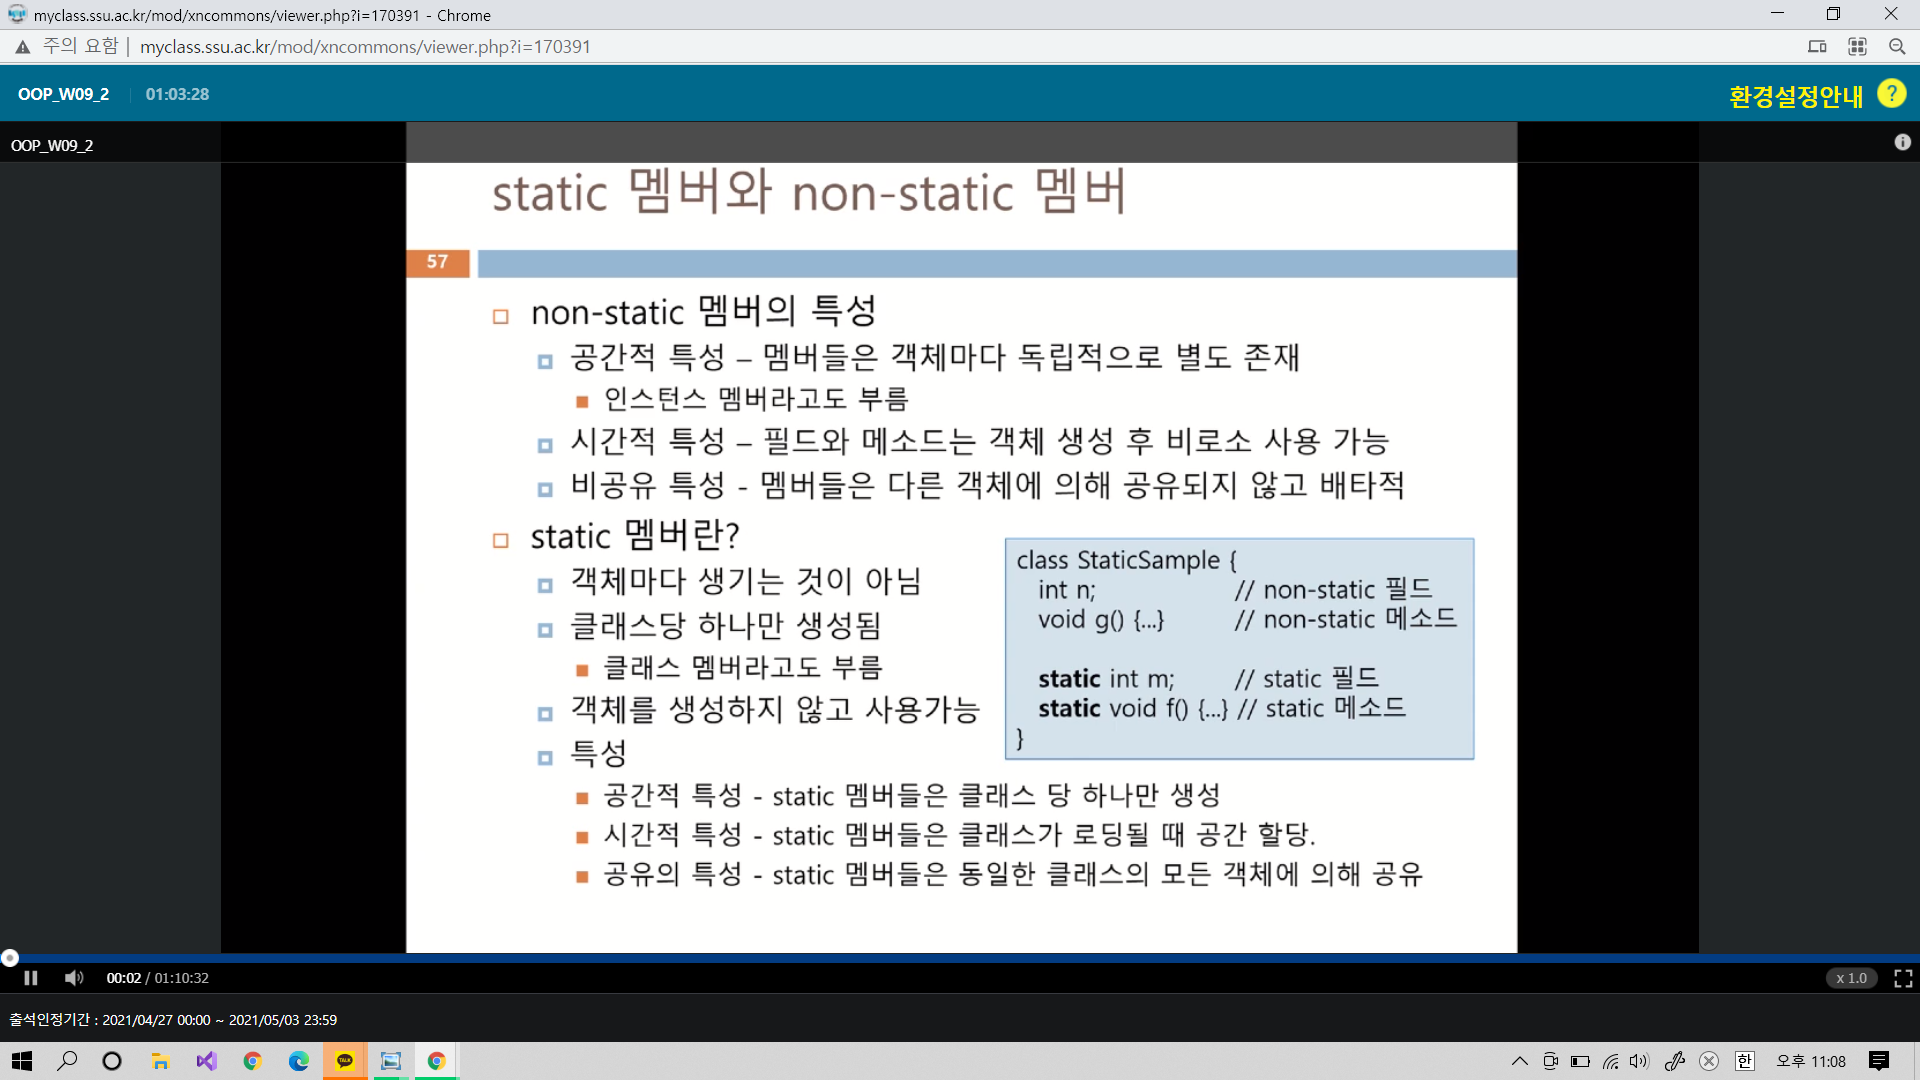 myclass.ssu.ac.kr/mod/xncommons/viewer.php?i=170391 - Chrome
주의 요함 | myclass.ssu.ac.kr/mod/xncommons/viewer.php?i=170391
OOP_W09_2 01:03:28 환경설정안내 ?
OOP_W09_2
static 멤버와 non-static 멤버
57
non-static 멤버의 특성
공간적 특성 – 멤버들은 객체마다 독립적으로 별도 존재
인스턴스 멤버라고도 부름
시간적 특성 – 필드와 메소드는 객체 생성 후 비로소 사용 가능
비공유 특성 - 멤버들은 다른 객체에 의해 공유되지 않고 배타적
static 멤버란?
객체마다 생기는 것이 아님
클래스당 하나만 생성됨
클래스 멤버라고도 부름
객체를 생성하지 않고 사용가능
특성
공간적 특성 - static 멤버들은 클래스 당 하나만 생성
시간적 특성 - static 멤버들은 클래스가 로딩될 때 공간 할당.
공유의 특성 - static 멤버들은 동일한 클래스의 모든 객체에 의해 공유
class StaticSample {
int n; // non-static 필드
void g() {...} // non-static 메소드
static int m; // static 필드
static void f() {...} // static 메소드
}
00:02 / 01:10:32 x 1.0
출석인정기간 : 2021/04/27 00:00 ~ 2021/05/03 23:59
TALK 한 오후 11:08